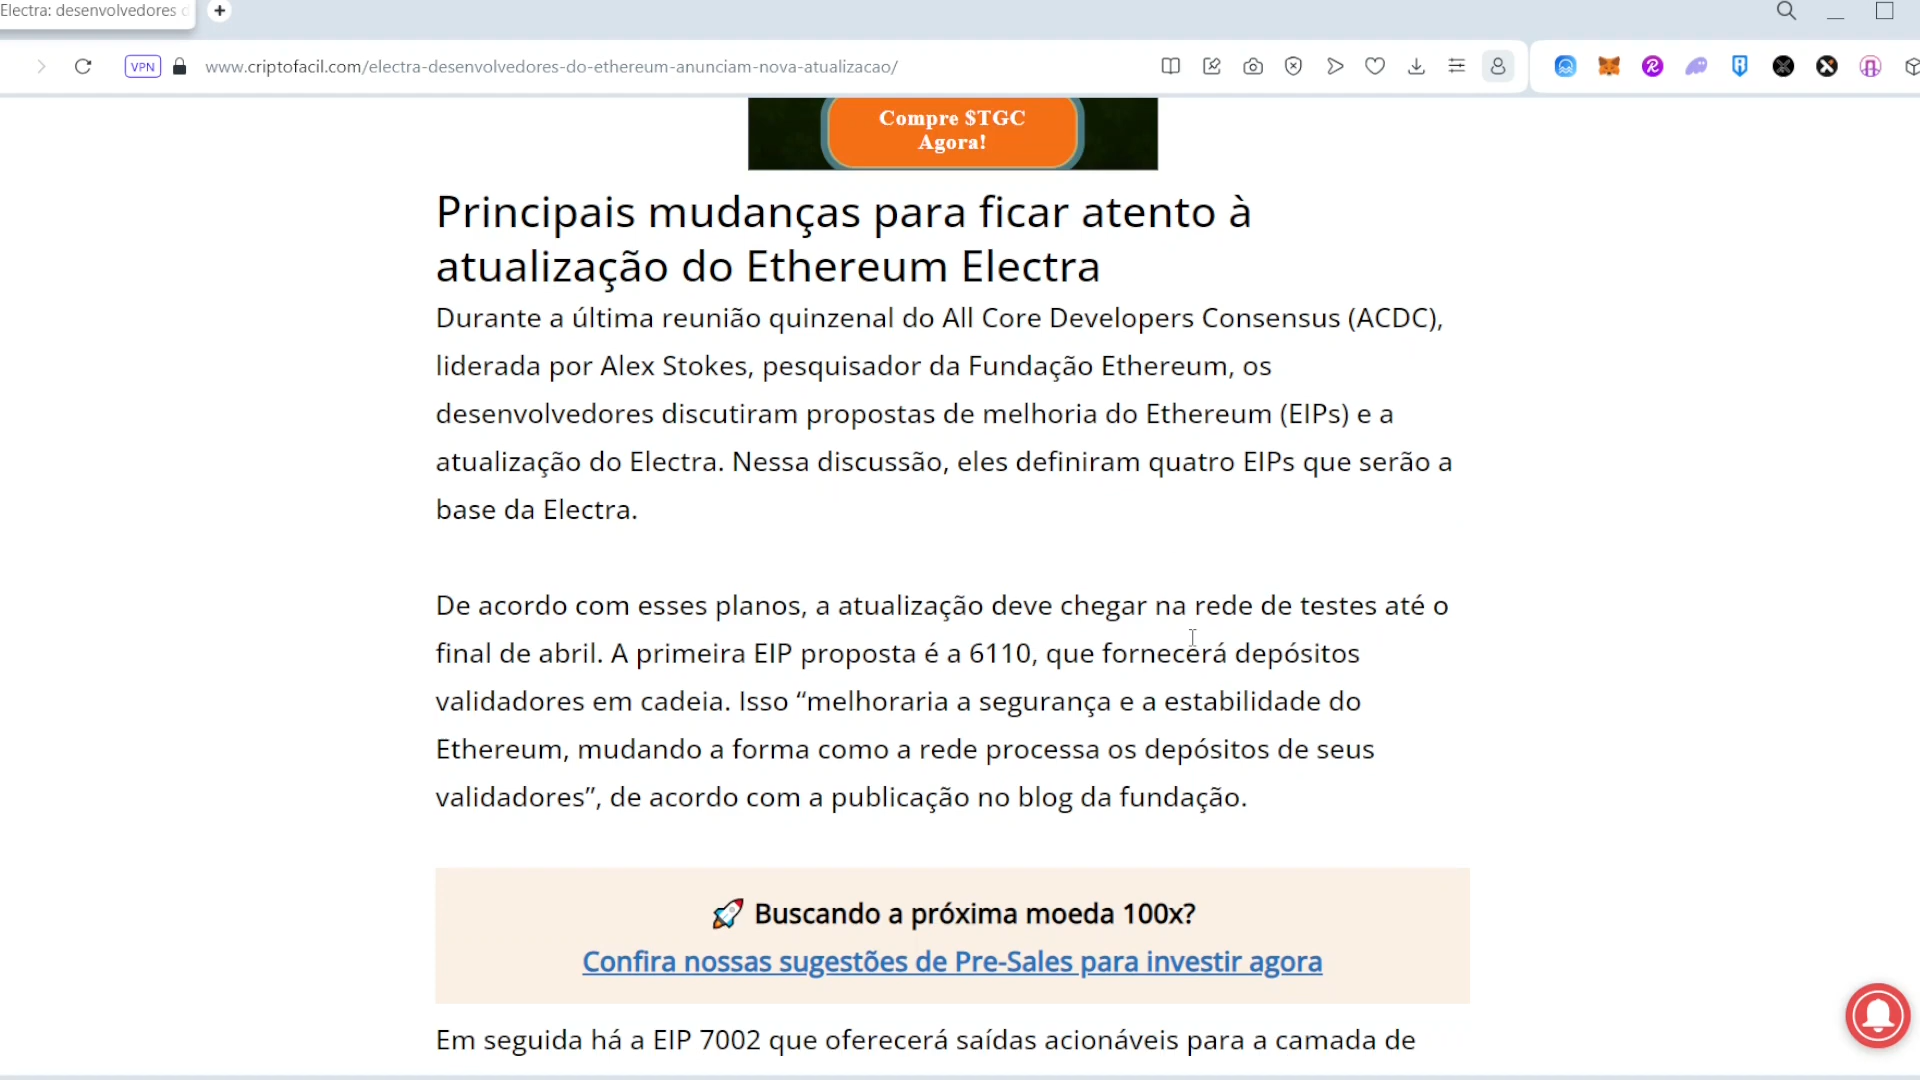 Electra: desenvolvedores d
VPN
www.criptofacil.com/electra-desenvolvedores-do-ethereum-anunciam-nova-atualizacao/
Compre $TGC
Agora!
Principais mudanças para ficar atento à
atualização do Ethereum Electra
Durante a última reunião quinzenal do All Core Developers Consensus (ACDC),
liderada por Alex Stokes, pesquisador da Fundação Ethereum, os
desenvolvedores discutiram propostas de melhoria do Ethereum (EIPs) e a
atualização do Electra. Nessa discussão, eles definiram quatro EIPs que serão a
base da Electra.
De acordo com esses planos, a atualização deve chegar na rede de testes até o
final de abril. A primeira EIP proposta é a 6110, que fornecerá depósitos
validadores em cadeia. Isso “melhoraria a segurança e a estabilidade do
Ethereum, mudando a forma como a rede processa os depósitos de seus
validadores”, de acordo com a publicação no blog da fundação.
🚀 Buscando a próxima moeda 100x?
Confira nossas sugestões de Pre-Sales para investir agora
Em seguida há a EIP 7002 que oferecerá saídas acionáveis para a camada de